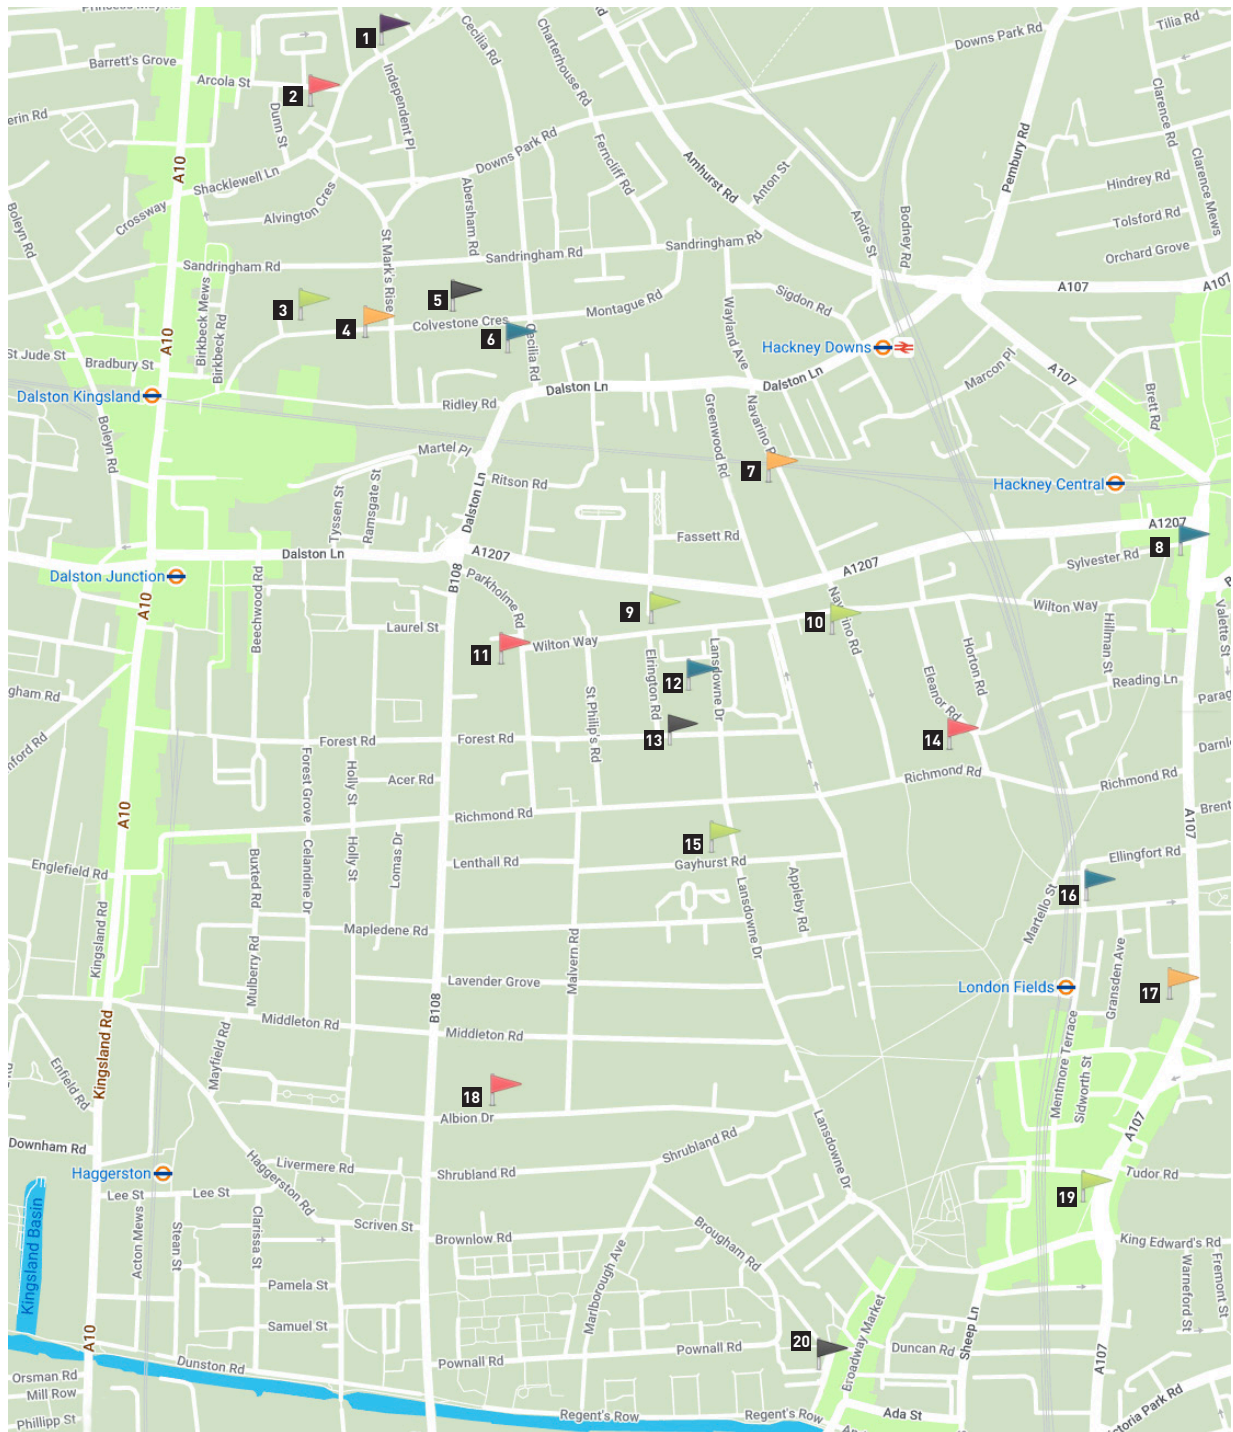 Barrett's Grove
Arcola St
Dunn St
Independent Pl
Cecilia Rd
Charterhouse Rd
Downs Park Rd
Tilia Rd
Clarence Rd
Clarence Mews
Pembury Rd
1
2
A10
Shacklewell Ln
Crossway
Alvington Cres
Downs Park Rd
Ferncliff Rd
Amhurst Rd
Anton St
Andre St
Bodney Rd
Hindrey Rd
Tolsford Rd
Orchard Grove
Boleyn Rd
Abersham Rd
Sandringham Rd
Sandringham Rd
Sandringham Rd
St Mark's Rise
A107
A107
3
4
5
6
Birkbeck Mews
Birkbeck Rd
Colvestone Cres
Montague Rd
Cecilia Rd
Wayland Ave
Sigdon Rd
Hackney Downs
A10
St Jude St
Bradbury St
Dalston Kingsland
Ridley Rd
Dalston Ln
Dalston Ln
Marcon Pl
A107
Brett Rd
Boleyn Rd
Martel Pl
Greenwood Rd
Navarino
7
Tyssen St
Ramsgate St
Dalston Ln
Ritson Rd
Hackney Central
Fassett Rd
A1207
8
Sylvester Rd
Dalston Ln
A1207
A1207
Dalston Junction
A10
Beechwood Rd
B108
Parkholme Rd
9
10
Wilton Way
Hillman St
Valette St
Laurel St
11
Wilton Way
Elrington Rd
12
Lansdowne Dr
Horton Rd
Eleanor Rd
Reading Ln
gham Rd
St Philip's Rd
13
14
Forest Rd
Forest Rd
Forest Grove
Holly St
Acer Rd
Richmond Rd
Richmond Rd
Richmond Rd
A10
A107
15
Gayhurst Rd
Ellingfort Rd
Englefield Rd
Buxted Rd
Celandine Dr
Holly St
Lomas Dr
Lenthall Rd
Lansdowne Dr
Appleby Rd
16
Martello St
Kingsland Rd
Mapledene Rd
Malvern Rd
Mulberry Rd
Lavender Grove
London Fields
Gransden Ave
17
B108
Middleton Rd
Middleton Rd
Kingsland Rd
Mayfield Rd
Enfield Rd
18
Albion Dr
Mentmore Terrace
Sidworth St
A107
Lansdowne Dr
Downham Rd
Haggerston
Haggerston Rd
Livermere Rd
Shrubland Rd
Shrubland Rd
Tudor Rd
19
Lee St
Lee St
Kingsland Basin
Acton Mews
Stean St
Clarissa St
Scriven St
Brownlow Rd
Brougham Rd
King Edward's Rd
Warneford St
Fremont St
Pamela St
Marlborough Ave
Samuel St
A10
20
Broadway Market
Sheep Ln
Duncan Rd
Pownall Rd
Pownall Rd
A107
Dunston Rd
Orsman Rd
Mill Row
Phillipp St
Regent's Row
Regent's Row
Ada St